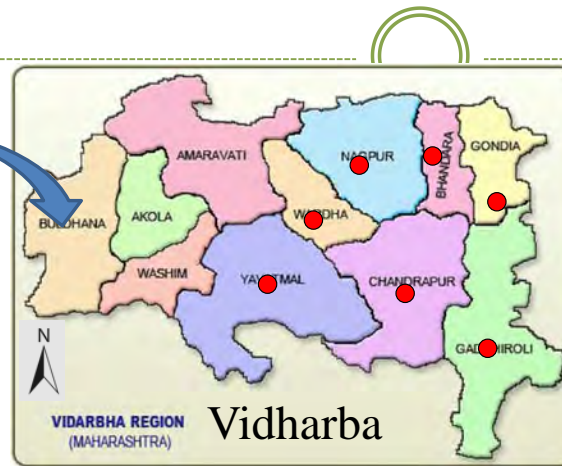 AMARAVATI
NAGPUR
BHANDARA
GONDIA
BULDHANA
AKOLA
WARDHA
WASHIM
YAVATMAL
CHANDRAPUR
GADCHIROLI
N
VIDARBHA REGION
(MAHARASHTRA)
Vidharba